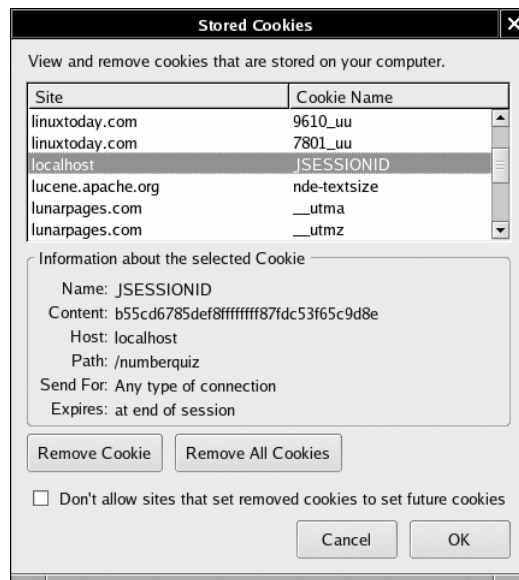 Stored Cookies
View and remove cookies that are stored on your computer.
Site Cookie Name
linuxtoday.com 9610_uu
linuxtoday.com 7801_uu
localhost JSESSIONID
lucene.apache.org nde-textsize
lunarpages.com __utma
lunarpages.com __utmz
Information about the selected Cookie
Name: JSESSIONID
Content: b55cd6785def8ffffffff87fdc53f65c9d8e
Host: localhost
Path: /numberquiz
Send For: Any type of connection
Expires: at end of session
Remove Cookie Remove All Cookies
Don't allow sites that set removed cookies to set future cookies
Cancel OK